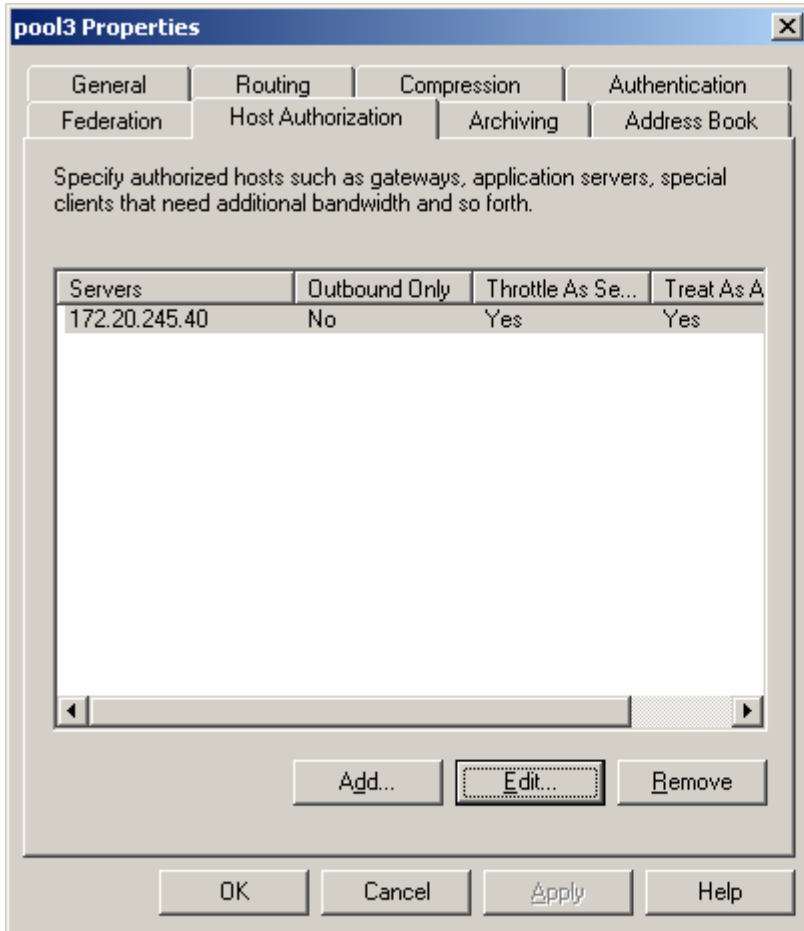 pool3 Properties
General Routing Compression Authentication
Federation Host Authorization Archiving Address Book
Specify authorized hosts such as gateways, application servers, special
clients that need additional bandwidth and so forth.
Servers Outbound Only Throttle As Se... Treat As A
172.20.245.40 No Yes Yes
Add... Edit... Remove
OK Cancel Apply Help